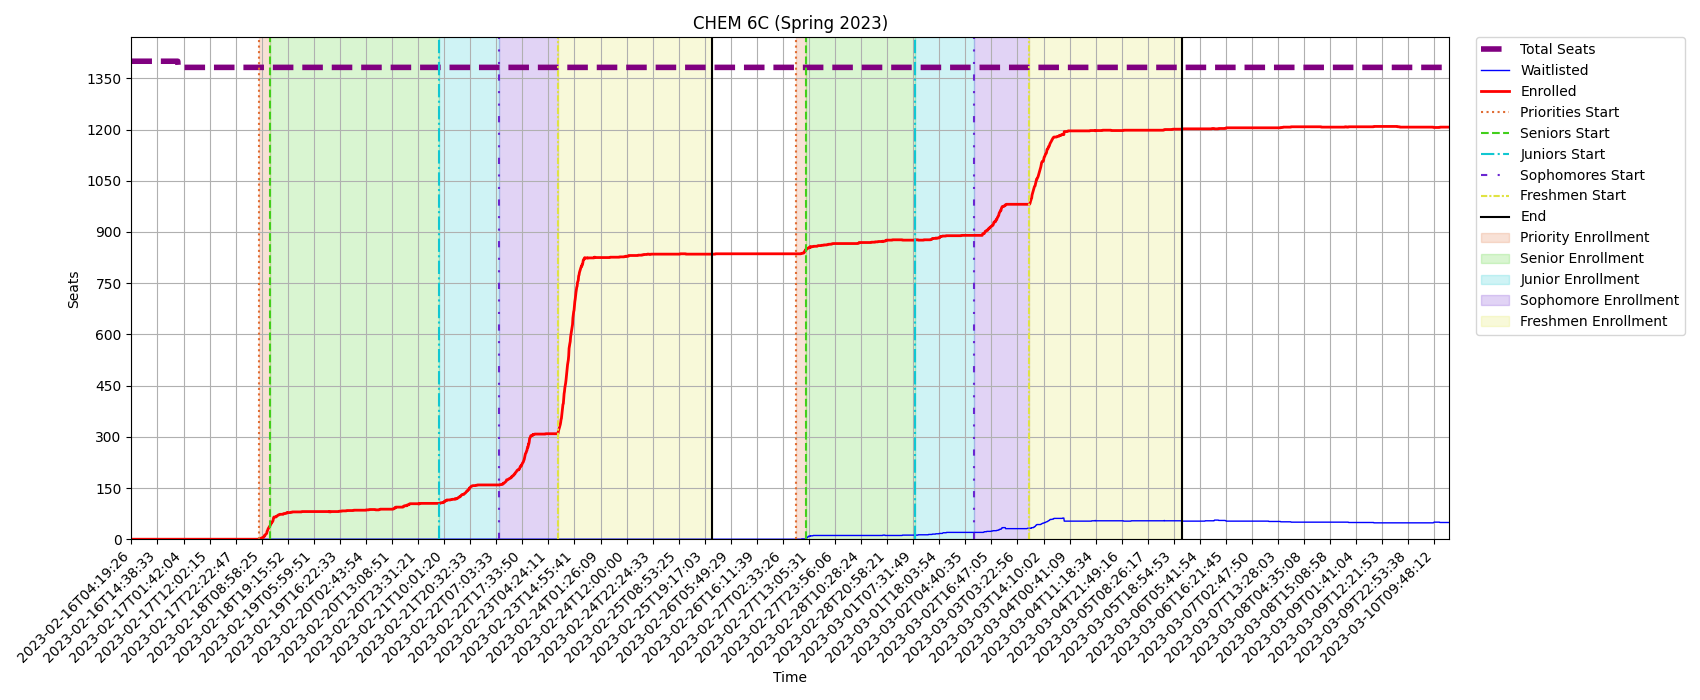 CHEM 6C (Spring 2023)
Seats
1350
1200
1050
900
750
600
450
300
150
0
2023-02-16T04:19:26
2023-02-16T14:38:33
2023-02-17T01:42:04
2023-02-17T12:02:15
2023-02-17T22:22:47
2023-02-18T08:58:25
2023-02-18T19:15:52
2023-02-19T05:59:51
2023-02-19T16:22:33
2023-02-20T02:43:54
2023-02-20T13:08:51
2023-02-20T23:31:21
2023-02-21T10:01:20
2023-02-21T20:32:33
2023-02-22T07:03:33
2023-02-22T17:33:50
2023-02-23T04:24:11
2023-02-23T14:55:41
2023-02-24T01:26:09
2023-02-24T12:00:00
2023-02-24T22:24:33
2023-02-25T08:53:25
2023-02-25T19:17:03
2023-02-26T05:49:29
2023-02-26T16:11:39
2023-02-27T02:33:26
2023-02-27T13:05:31
2023-02-27T23:56:06
2023-02-28T10:28:24
2023-02-28T20:58:21
2023-03-01T07:31:49
2023-03-01T18:03:54
2023-03-02T04:40:35
2023-03-02T16:47:05
2023-03-03T03:22:56
2023-03-03T14:10:02
2023-03-04T00:41:09
2023-03-04T11:18:34
2023-03-04T21:49:16
2023-03-05T08:26:17
2023-03-05T18:54:53
2023-03-06T05:41:54
2023-03-06T16:21:45
2023-03-07T02:47:50
2023-03-07T13:28:03
2023-03-08T04:35:08
2023-03-08T15:08:58
2023-03-09T01:41:04
2023-03-09T12:21:53
2023-03-09T22:53:38
2023-03-10T09:48:12
Time
Total Seats
Waitlisted
Enrolled
Priorities Start
Seniors Start
Juniors Start
Sophomores Start
Freshmen Start
End
Priority Enrollment
Senior Enrollment
Junior Enrollment
Sophomore Enrollment
Freshmen Enrollment